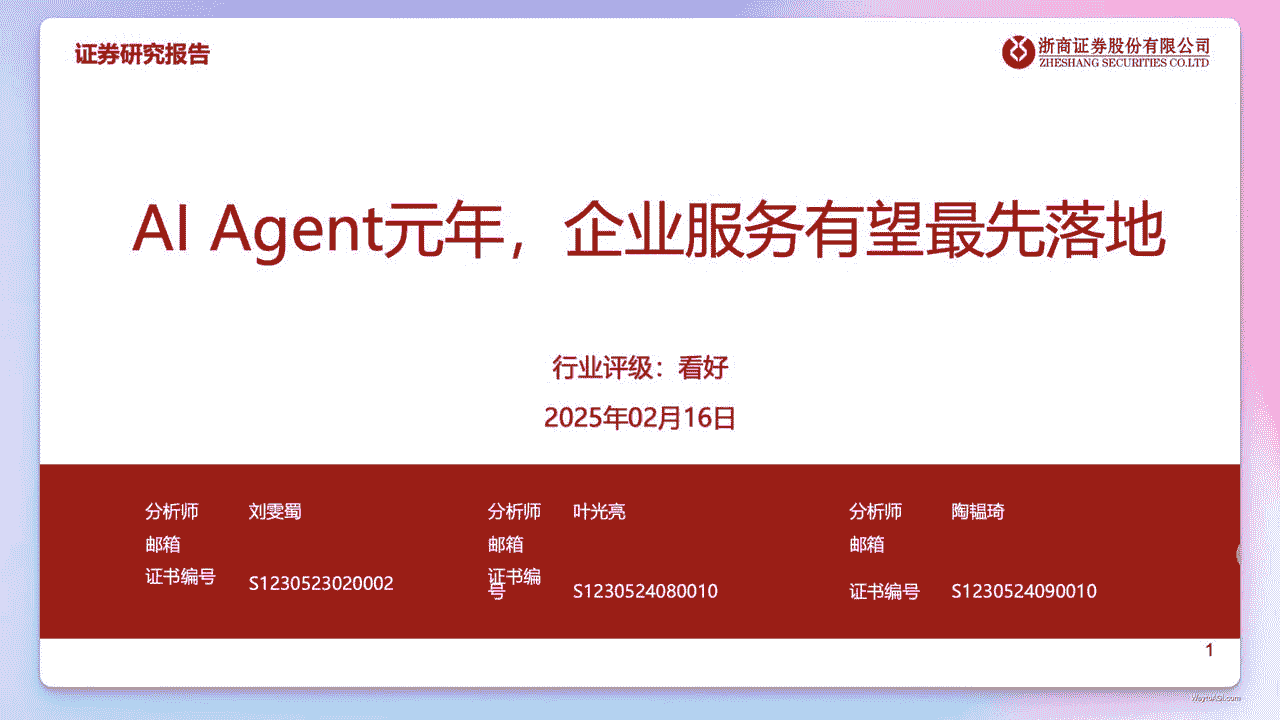 证券研究报告
浙商证券股份有限公司
ZHESHANG SECURITIES CO.LTD
AI Agent元年，企业服务有望最先落地
行业评级：看好
2025年02月16日
分析师 刘雯蜀
邮箱
证书编号 S1230523020002
分析师 叶光亮
邮箱
证书编号 S1230524080010
分析师 陶韫琦
邮箱
证书编号 S1230524090010
1
WaytoAGI.com